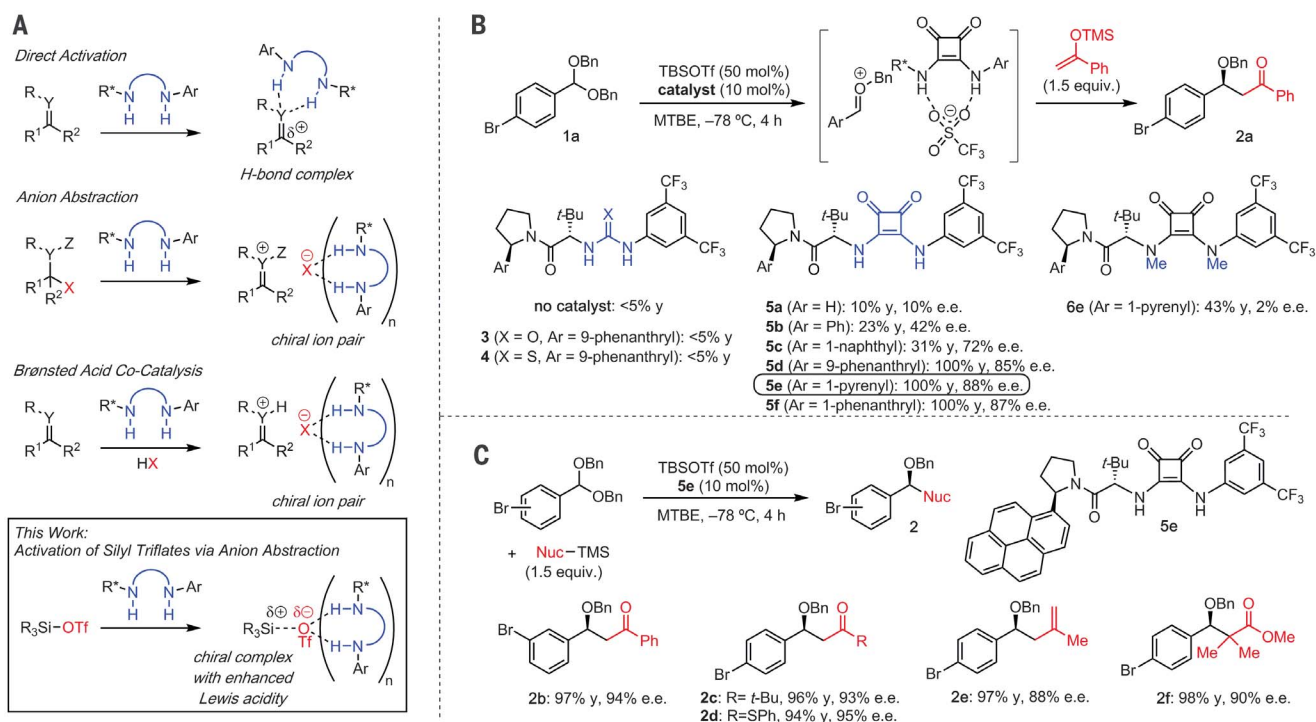 A
Direct Activation
R
Y
R¹
R²
R*
N
H
N
H
Ar
Ar
N
H
N
H
R*
R
Y
δ⊕
R¹
R²
H-bond complex
Anion Abstraction
R
Y
Z
R¹
R²
X
R*
N
H
N
H
Ar
R
⊕
Y
Z
R¹
R²
⊖
X
R*
H–N
H–N
Ar
n
chiral ion pair
Brønsted Acid Co-Catalysis
R
Y
R¹
R²
R*
N
H
N
H
Ar
HX
R
⊕
Y
H
R¹
R²
⊖
X
R*
H–N
H–N
Ar
n
chiral ion pair
This Work:
Activation of Silyl Triflates via Anion Abstraction
R₃Si–OTf
R*
N
H
N
H
Ar
δ⊕ δ⊖
R₃Si---O
Tf
R*
H–N
H–N
Ar
n
chiral complex
with enhanced
Lewis acidity
B
OBn
OBn
Br
1a
TBSOTf (50 mol%)
catalyst (10 mol%)
MTBE, –78 ºC, 4 h
O
O
R*
N
H
N
H
Ar
Bn
O
⊕
Ar
O
⊖
O
S
O
CF₃
OTMS
Ph
(1.5 equiv.)
OBn
O
Ph
Br
2a
N
Ar
O
t-Bu
N
H
X
N
H
CF₃
CF₃
no catalyst: <5% y
3 (X = O, Ar = 9-phenanthryl): <5% y
4 (X = S, Ar = 9-phenanthryl): <5% y
N
Ar
O
t-Bu
O
O
N
H
N
H
CF₃
CF₃
5a (Ar = H): 10% y, 10% e.e.
5b (Ar = Ph): 23% y, 42% e.e.
5c (Ar = 1-naphthyl): 31% y, 72% e.e.
5d (Ar = 9-phenanthryl): 100% y, 85% e.e.
5e (Ar = 1-pyrenyl): 100% y, 88% e.e.
5f (Ar = 1-phenanthryl): 100% y, 87% e.e.
N
Ar
O
t-Bu
O
O
N
Me
N
Me
CF₃
CF₃
6e (Ar = 1-pyrenyl): 43% y, 2% e.e.
C
OBn
OBn
Br
+ Nuc–TMS
(1.5 equiv.)
TBSOTf (50 mol%)
5e (10 mol%)
MTBE, –78 ºC, 4 h
OBn
Nuc
Br
2
N
O
t-Bu
O
O
N
H
N
H
CF₃
CF₃
5e
OBn
O
Br
Ph
2b: 97% y, 94% e.e.
OBn
O
R
Br
2c: R= t-Bu, 96% y, 93% e.e.
2d: R=SPh, 94% y, 95% e.e.
OBn
Me
Br
2e: 97% y, 88% e.e.
OBn
O
OMe
Me
Me
Br
2f: 98% y, 90% e.e.